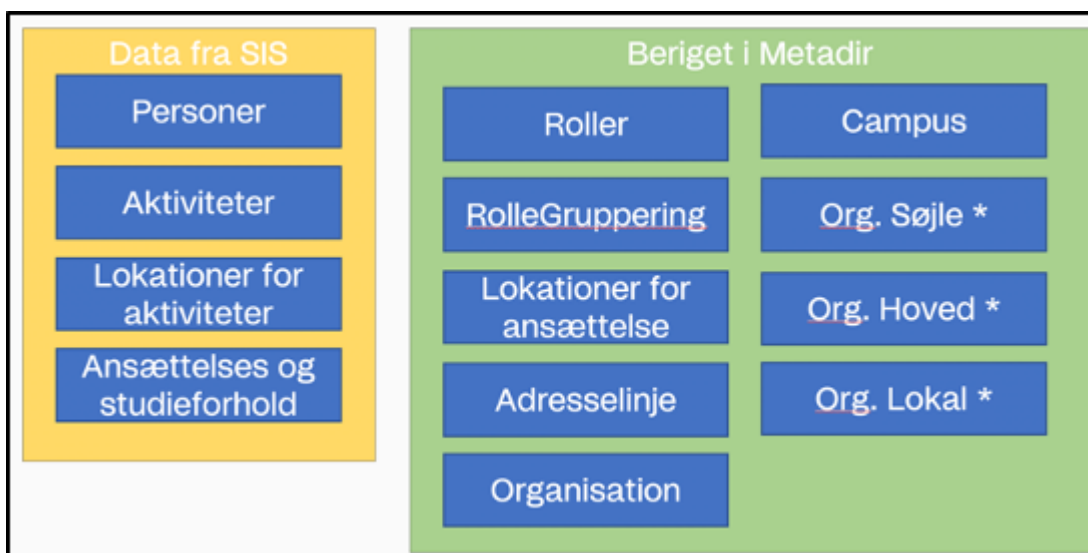 Data fra SIS
Personer
Aktiviteter
Lokationer for
aktiviteter
Ansættelses og
studieforhold
Beriget i Metadir
Roller
RolleGruppering
Lokationer for
ansættelse
Adresselinje
Organisation
Campus
Org. Søjle *
Org. Hoved *
Org. Lokal *